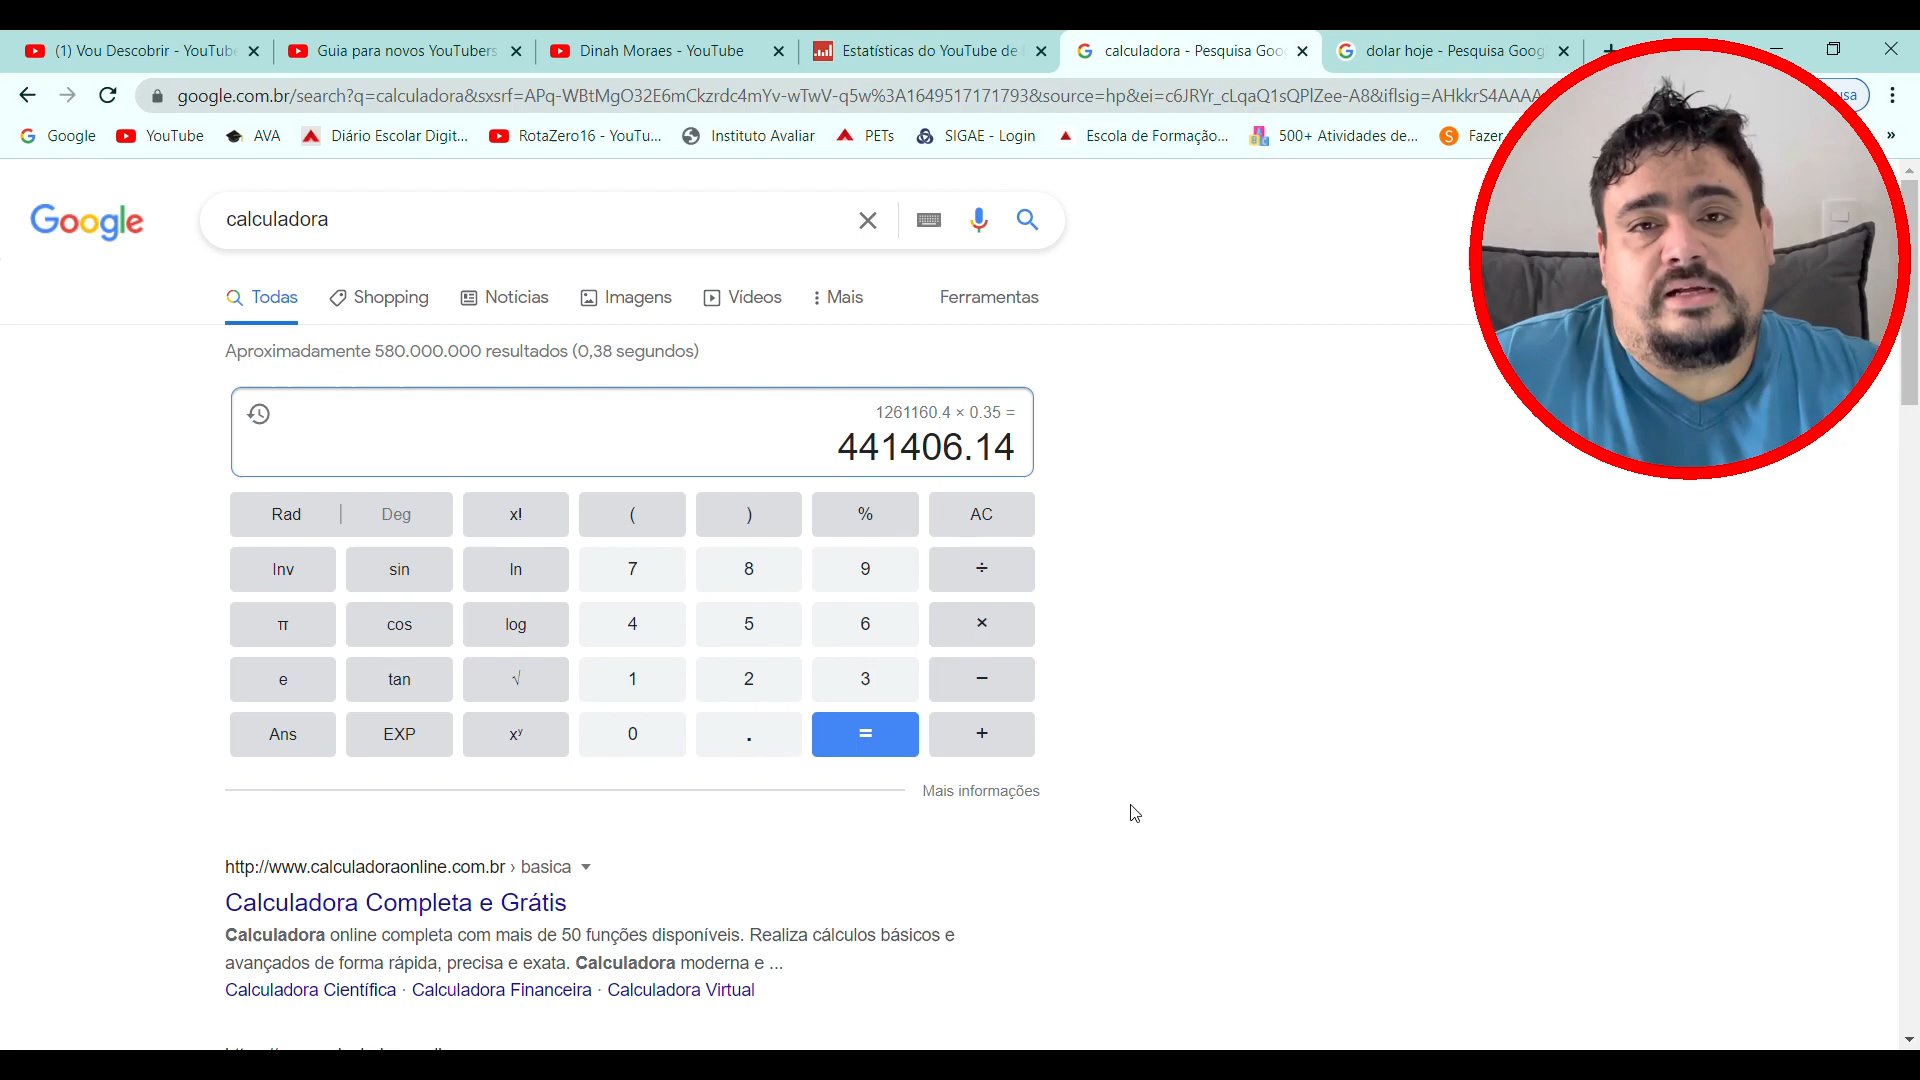 (1) Vou Descobrir - YouTube
Guia para novos YouTubers
Dinah Moraes - YouTube
Estatísticas do YouTube de
calculadora - Pesquisa Goo
dolar hoje - Pesquisa Goog
google.com.br/search?q=calculadora&sxsrf=APq-WBtMgO32E6mCkzrdc4mYv-wTwV-q5w%3A1649517171793&source=hp&ei=c6JRYr_cLqaQ1sQPlZee-A8&iflsig=AHkkrS4AAAA
Google
YouTube
AVA
Diário Escolar Digit...
RotaZero16 - YouTu...
Instituto Avaliar
PETs
SIGAE - Login
Escola de Formação...
500+ Atividades de...
Fazer
»
Google
calculadora
Todas
Shopping
Notícias
Imagens
Vídeos
Mais
Ferramentas
Aproximadamente 580.000.000 resultados (0,38 segundos)
1261160.4 × 0.35 =
441406.14
Rad | Deg x! ( ) % AC
Inv sin ln 7 8 9 ÷
π cos log 4 5 6 ×
e tan √ 1 2 3 −
Ans EXP xʸ 0 . = +
Mais informações
http://www.calculadoraonline.com.br › basica
Calculadora Completa e Grátis
Calculadora online completa com mais de 50 funções disponíveis. Realiza cálculos básicos e
avançados de forma rápida, precisa e exata. Calculadora moderna e ...
Calculadora Científica · Calculadora Financeira · Calculadora Virtual